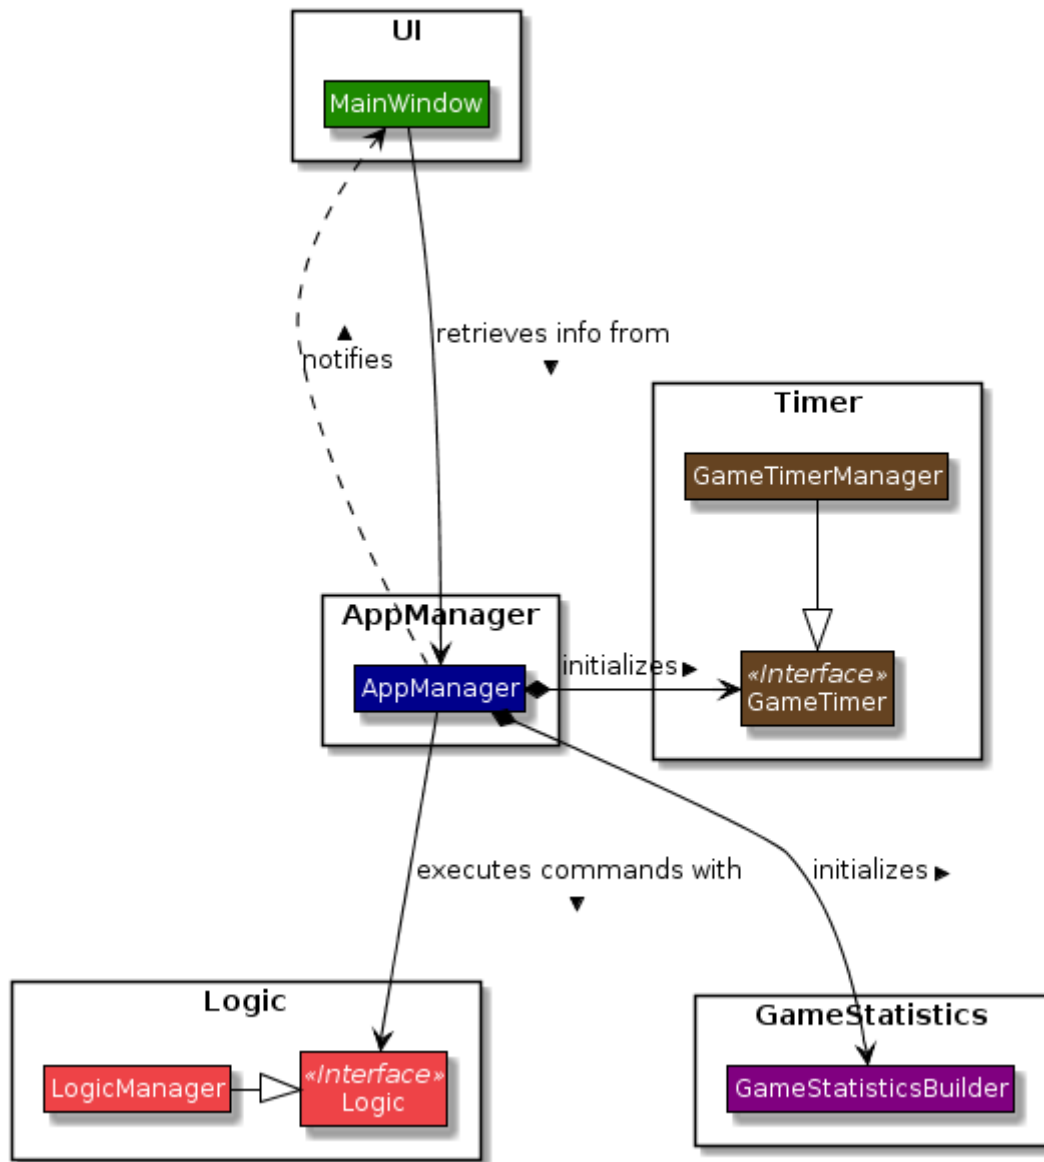 UI
MainWindow
retrieves info from
notifies
Timer
GameTimerManager
AppManager
initializes
AppManager
«Interface»
GameTimer
executes commands with
initializes
Logic
GameStatistics
LogicManager
«Interface»
Logic
GameStatisticsBuilder